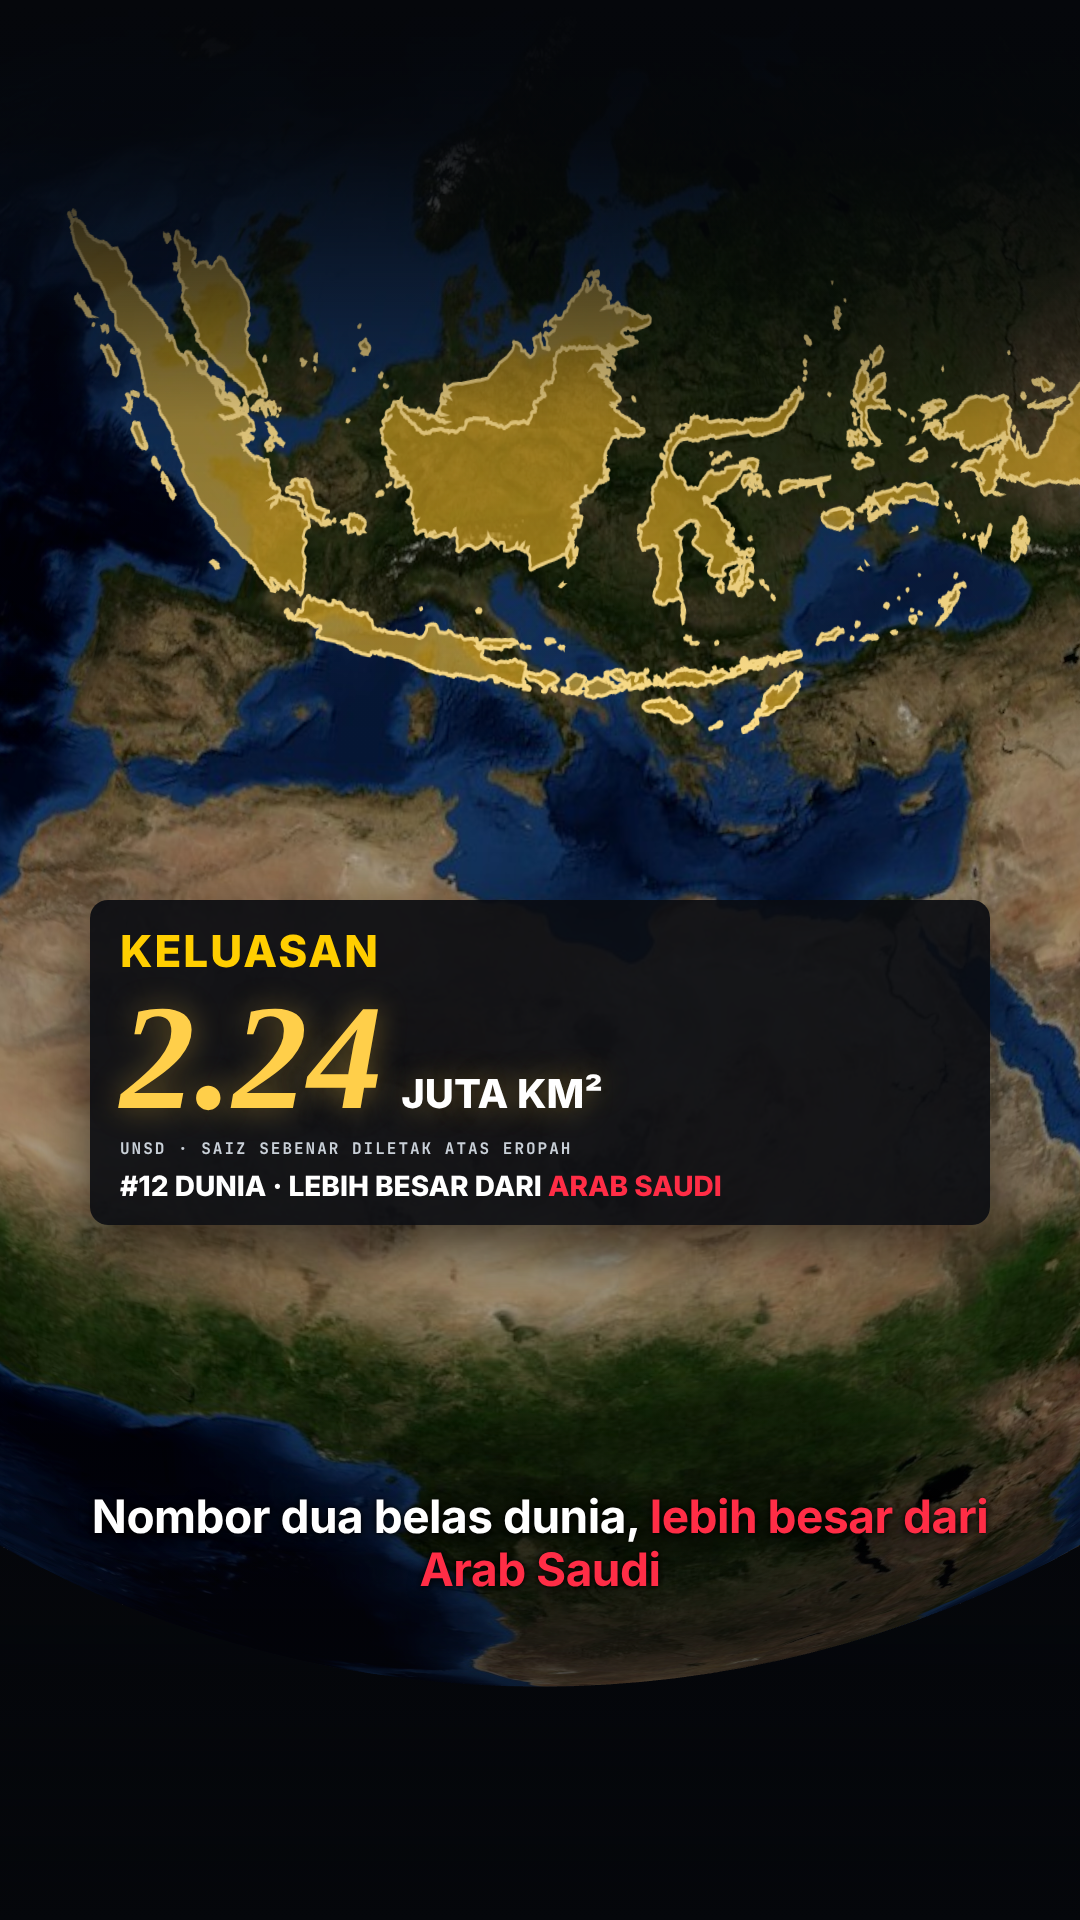 KELUASAN
2.24 JUTA KM²
UNSD · SAIZ SEBENAR DILETAK ATAS EROPAH
#12 DUNIA · LEBIH BESAR DARI ARAB SAUDI
Nombor dua belas dunia, lebih besar dari
Arab Saudi